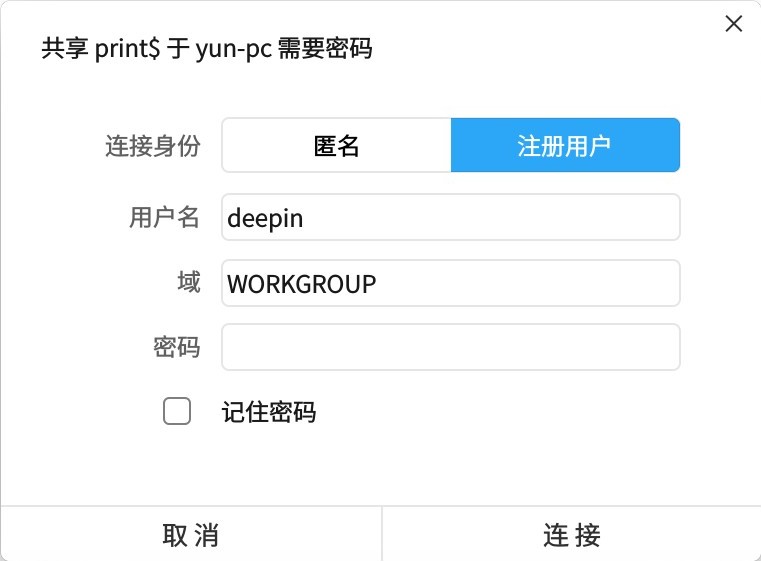 共享 print$ 于 yun-pc 需要密码
连接身份 匿名 注册用户
用户名 deepin
域 WORKGROUP
密码
记住密码
取 消 连 接